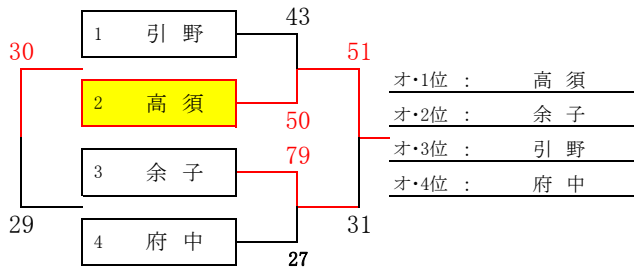 43
30
51
1 引 野
オ・1位 : 高 須
2 高 須
オ・2位 : 余 子
50
79
3 余 子
オ・3位 : 引 野
オ・4位 : 府 中
29
31
4 府 中
27